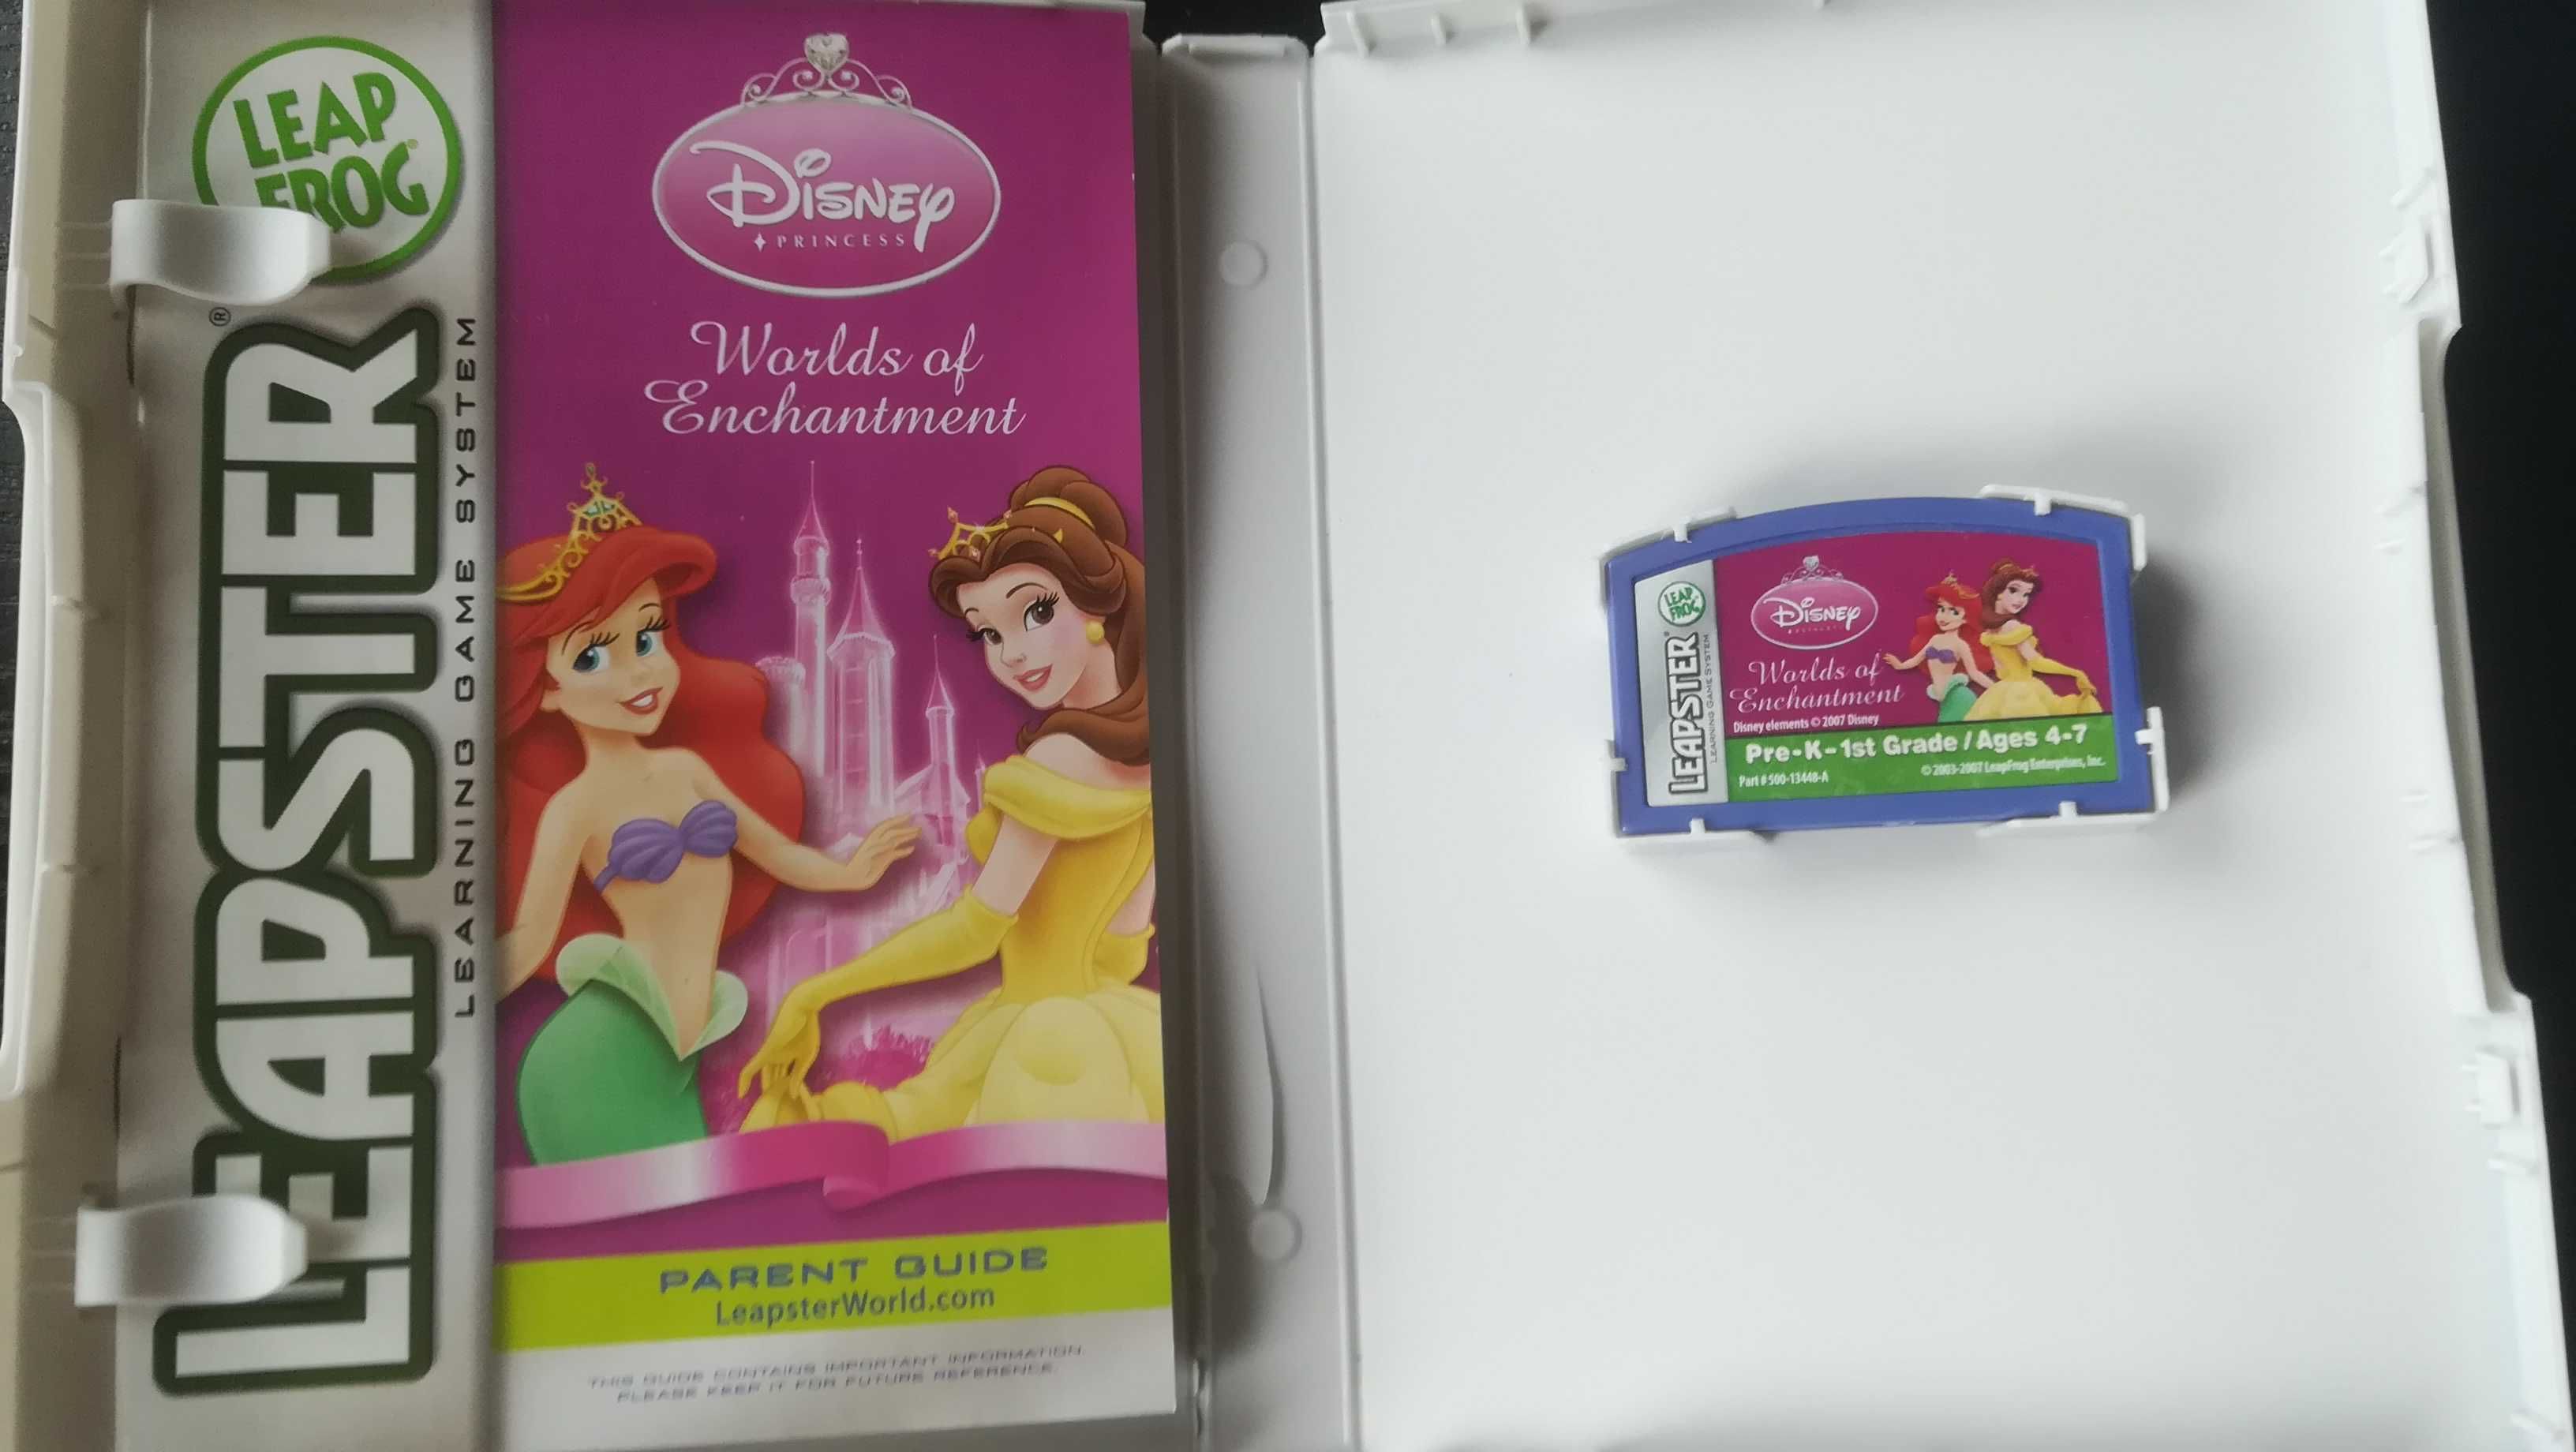 LEAP
FROG®
LEAPSTER®
LEARNING GAME SYSTEM
Disney
PRINCESS
Worlds of
Enchantment
PARENT GUIDE
LeapsterWorld.com
THIS GUIDE CONTAINS IMPORTANT INFORMATION.
PLEASE KEEP IT FOR FUTURE REFERENCE.
LEAP
FROG
LEAPSTER®
LEARNING GAME SYSTEM
Disney
Worlds of
Enchantment
Disney elements © 2007 Disney
Pre-K-1st Grade / Ages 4-7
Part # 500-13448-A
© 2003-2007 LeapFrog Enterprises, Inc.